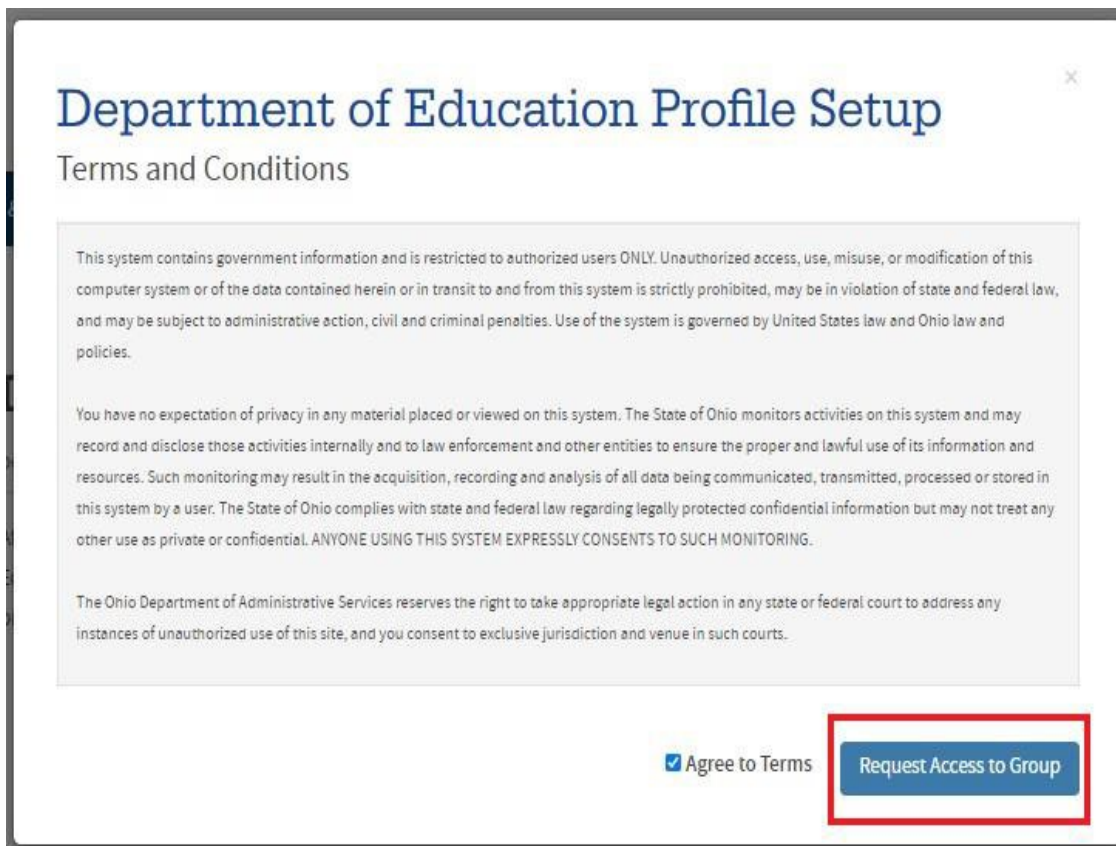 ×
Department of Education Profile Setup
Terms and Conditions
This system contains government information and is restricted to authorized users ONLY. Unauthorized access, use, misuse, or modification of this
computer system or of the data contained herein or in transit to and from this system is strictly prohibited, may be in violation of state and federal law,
and may be subject to administrative action, civil and criminal penalties. Use of the system is governed by United States law and Ohio law and
policies.
You have no expectation of privacy in any material placed or viewed on this system. The State of Ohio monitors activities on this system and may
record and disclose those activities internally and to law enforcement and other entities to ensure the proper and lawful use of its information and
resources. Such monitoring may result in the acquisition, recording and analysis of all data being communicated, transmitted, processed or stored in
this system by a user. The State of Ohio complies with state and federal law regarding legally protected confidential information but may not treat any
other use as private or confidential. ANYONE USING THIS SYSTEM EXPRESSLY CONSENTS TO SUCH MONITORING.
The Ohio Department of Administrative Services reserves the right to take appropriate legal action in any state or federal court to address any
instances of unauthorized use of this site, and you consent to exclusive jurisdiction and venue in such courts.
Agree to Terms Request Access to Group